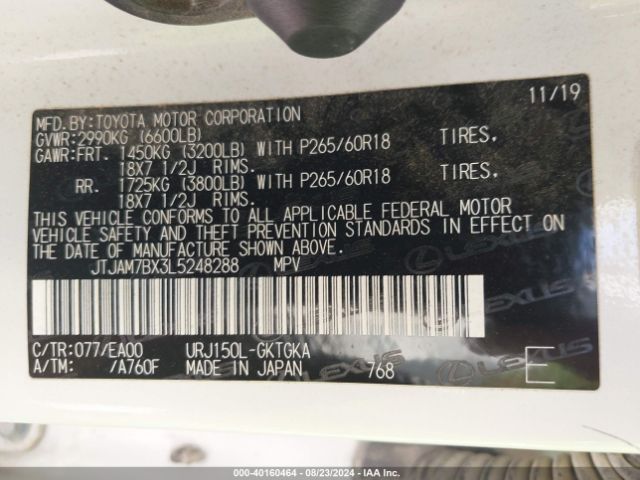 11/19
MFD.BY:TOYOTA MOTOR CORPORATION
GVWR:2990KG (6600LB)
GAWR:FRT. 1450KG (3200LB) WITH P265/60R18 TIRES,
18X7 1/2J RIMS.
RR. 1725KG (3800LB) WITH P265/60R18 TIRES,
18X7 1/2J RIMS.
THIS VEHICLE CONFORMS TO ALL APPLICABLE FEDERAL MOTOR
VEHICLE SAFETY AND THEFT PREVENTION STANDARDS IN EFFECT ON
THE DATE OF MANUFACTURE SHOWN ABOVE.
JTJAM7BX3L5248288 MPV
C/TR:077/EA00 URJ150L-GKTGKA
A/TM: /A760F MADE IN JAPAN 768 E
LEXUS
LEXUS
000-40160464 - 08/23/2024 - IAA Inc.